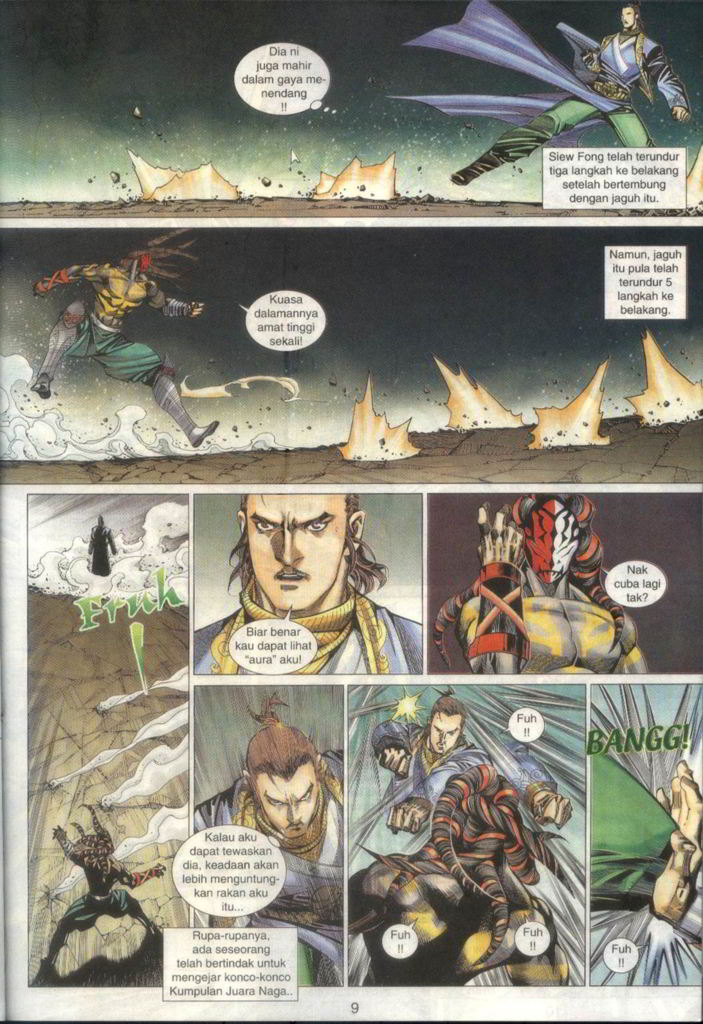 Dia ni
juga mahir
dalam gaya me-
nendang
!!
Siew Fong telah terundur
tiga langkah ke belakang
setelah bertembung
dengan jaguh itu.
Namun, jaguh
itu pula telah
terundur 5
langkah ke
belakang.
Kuasa
dalamannya
amat tinggi
sekali!
Fruh
!
Biar benar
kau dapat lihat
"aura" aku!
Nak
cuba lagi
tak?
Kalau aku
dapat tewaskan
dia, keadaan akan
lebih menguntung-
kan rakan aku
itu...
Rupa-rupanya,
ada seseorang
telah bertindak untuk
mengejar konco-konco
Kumpulan Juara Naga..
Fuh
!!
Fuh
!!
Fuh
!!
BANGG!
Fuh
!!
9